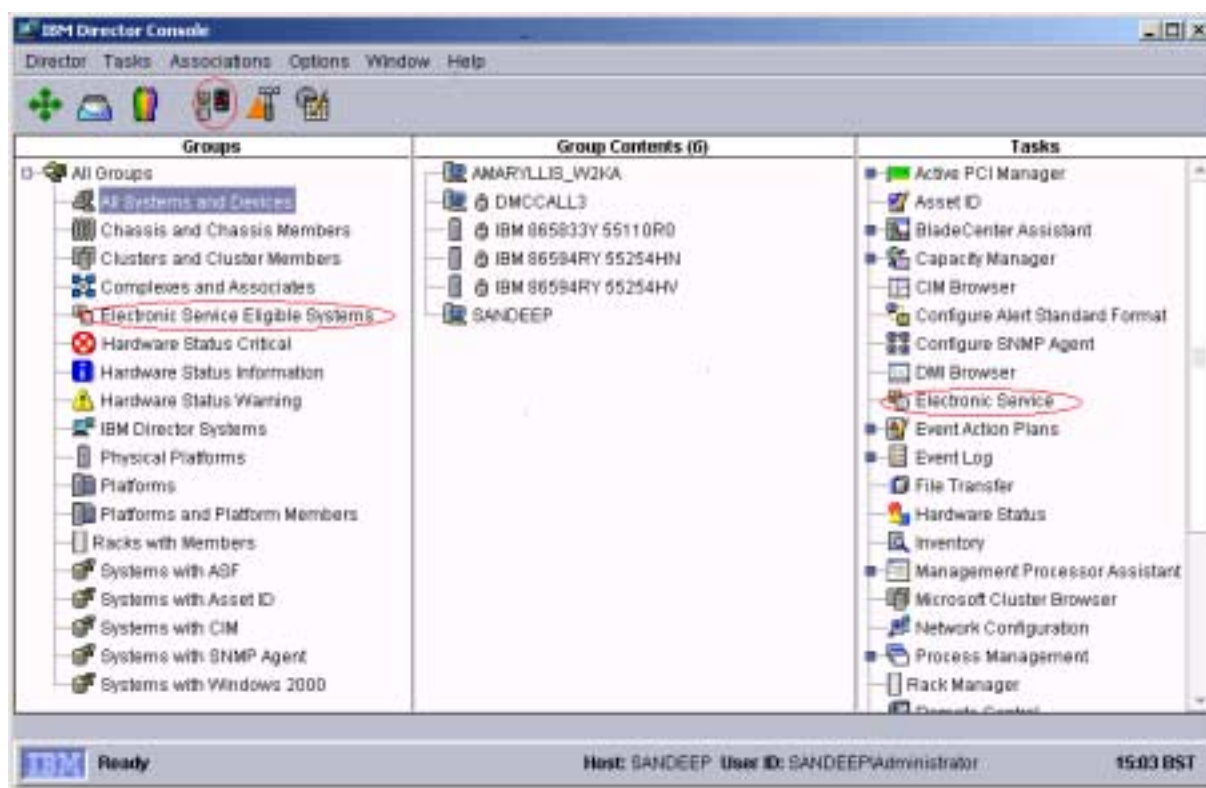 IBM Director Console
Director Tasks Associations Options Window Help
Groups
All Groups
All Systems and Devices
Chassis and Chassis Members
Clusters and Cluster Members
Complexes and Associates
Electronic Service Eligible Systems
Hardware Status Critical
Hardware Status Information
Hardware Status Warning
IBM Director Systems
Physical Platforms
Platforms
Platforms and Platform Members
Racks with Members
Systems with ASF
Systems with Asset ID
Systems with CIM
Systems with SNMP Agent
Systems with Windows 2000
Group Contents (6)
AMARYLLIS_W2KA
DMCCALL3
IBM 865833Y 55110R0
IBM 86594RY 55254HN
IBM 86594RY 55254HV
SANDEEP
Tasks
Active PCI Manager
Asset ID
BladeCenter Assistant
Capacity Manager
CIM Browser
Configure Alert Standard Format
Configure SNMP Agent
DMI Browser
Electronic Service
Event Action Plans
Event Log
File Transfer
Hardware Status
Inventory
Management Processor Assistant
Microsoft Cluster Browser
Network Configuration
Process Management
Rack Manager
Remote Control
IBM Ready
Host: SANDEEP User ID: SANDEEP\Administrator
15:03 BST